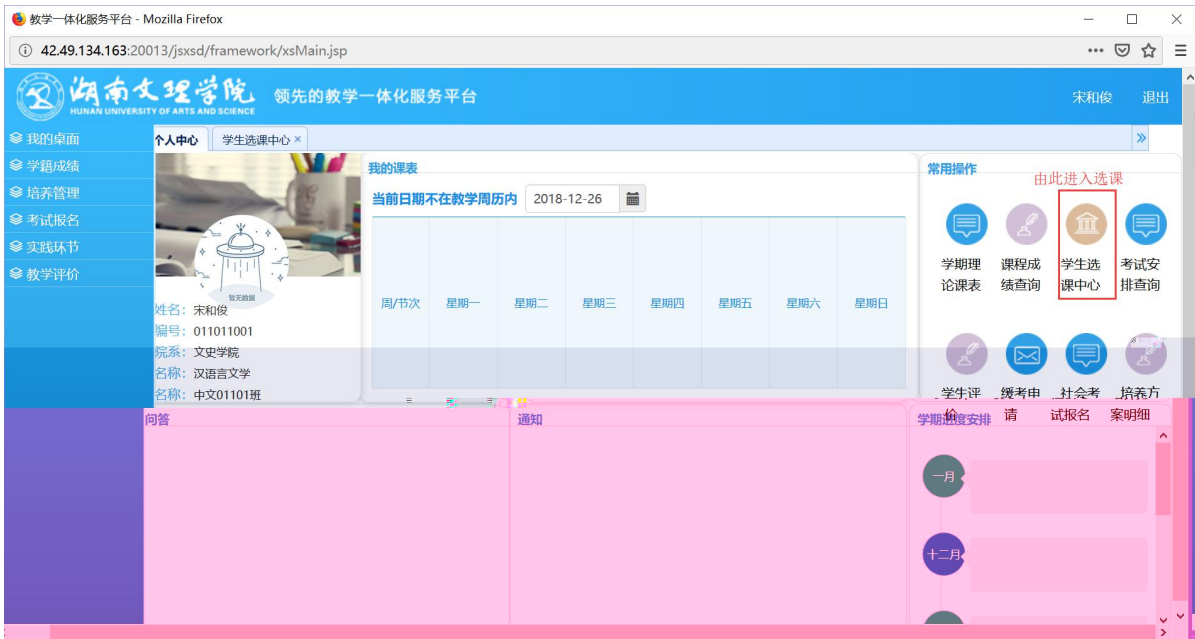 教学一体化服务平台 - Mozilla Firefox
42.49.134.163:20013/jsxsd/framework/xsMain.jsp
湖南文理学院
HUNAN UNIVERSITY OF ARTS AND SCIENCE
领先的教学一体化服务平台
宋和俊 退出
我的桌面
学籍成绩
培养管理
考试报名
实践环节
教学评价
个人中心 学生选课中心 ×
暂无数据
姓名：宋和俊
编号：011011001
院系：文史学院
名称：汉语言文学
名称：中文01101班
我的课表
当前日期不在教学周历内 2018-12-26
周/节次 星期一 星期二 星期三 星期四 星期五 星期六 星期日
常用操作
由此进入选课
学期理论课表
课程成绩查询
学生选课中心
考试安排查询
学生评价
缓考申请
社会考试报名
培养方案明细
问答
通知
学期进度安排
一月
十二月